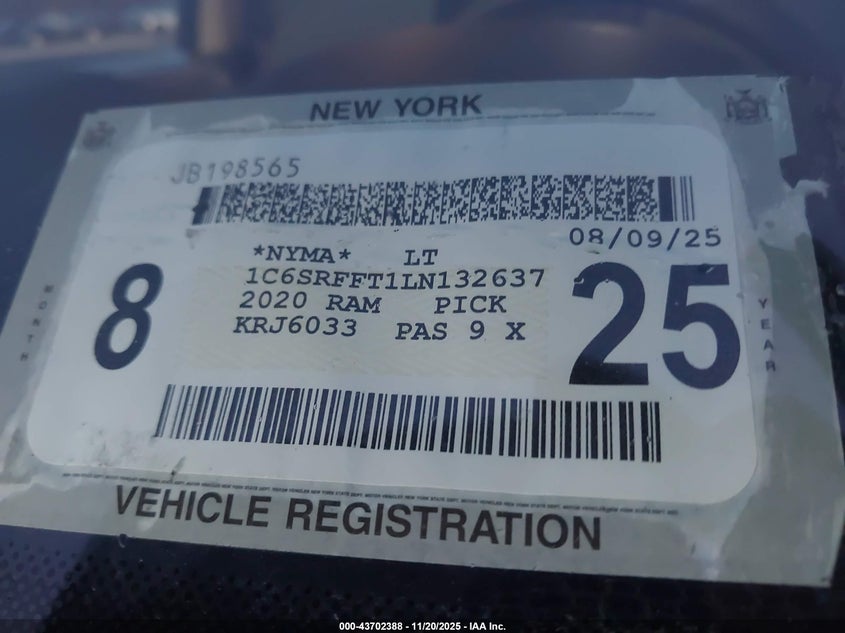 NEW YORK
JB198565
08/09/25
*NYMA* LT
1C6SRFFT1LN132637
2020 RAM PICK
KRJ6033 PAS 9 X
MONTH
8
25
YEAR
VEHICLE REGISTRATION
000-43702388 - 11/20/2025 - IAA Inc.